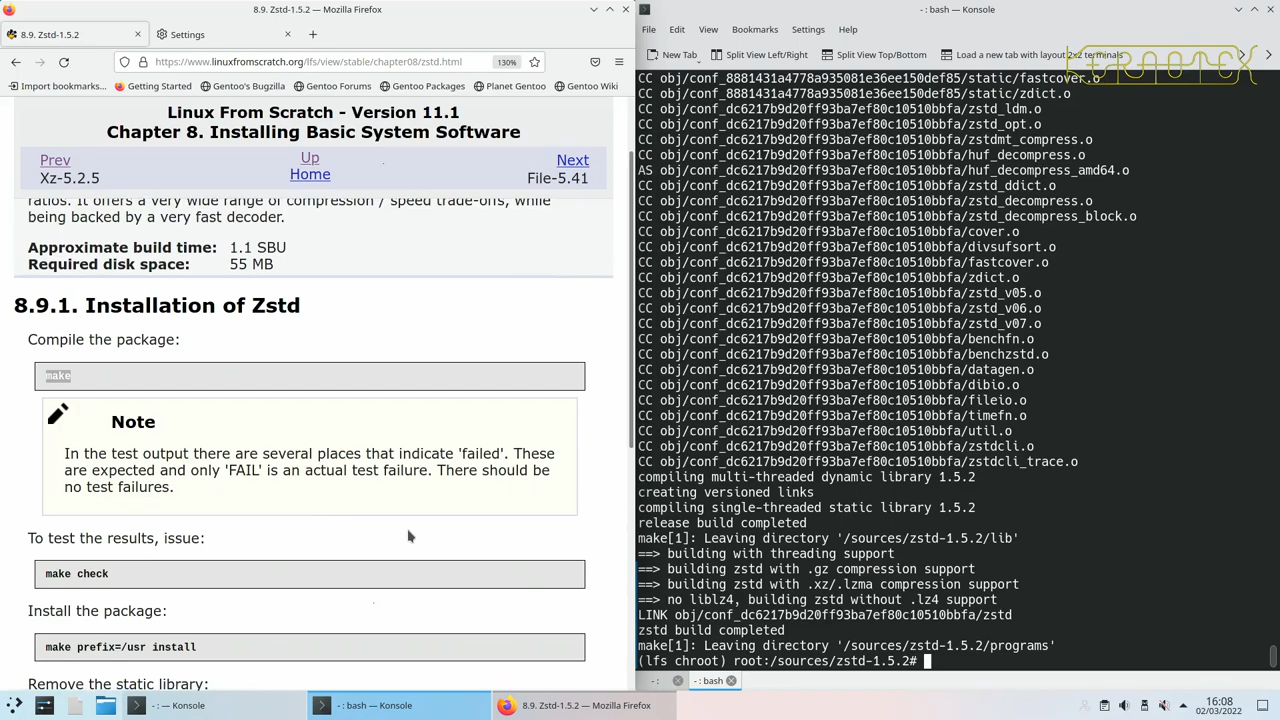 8.9. Zstd-1.5.2 — Mozilla Firefox
8.9. Zstd-1.5.2
Settings
https://www.linuxfromscratch.org/lfs/view/stable/chapter08/zstd.html
130%
Import bookmarks...
Getting Started
Gentoo's Bugzilla
Gentoo Forums
Gentoo Packages
Planet Gentoo
Gentoo Wiki
Linux From Scratch - Version 11.1
Chapter 8. Installing Basic System Software
Prev
Up
Next
Xz-5.2.5
Home
File-5.41
ratios. It offers a very wide range of compression / speed trade-offs, while
being backed by a very fast decoder.
Approximate build time: 1.1 SBU
Required disk space: 55 MB
8.9.1. Installation of Zstd
Compile the package:
make
Note
In the test output there are several places that indicate 'failed'. These
are expected and only 'FAIL' is an actual test failure. There should be
no test failures.
To test the results, issue:
make check
Install the package:
make prefix=/usr install
Remove the static library:
- : bash — Konsole
File Edit View Bookmarks Settings Help
New Tab
Split View Left/Right
Split View Top/Bottom
Load a new tab with layout 2x2 terminals
KERNOTEX
CC obj/conf_8881431a4778a935081e36ee150def85/static/fastcover.o
CC obj/conf_8881431a4778a935081e36ee150def85/static/zdict.o
CC obj/conf_dc6217b9d20ff93ba7ef80c10510bbfa/zstd_ldm.o
CC obj/conf_dc6217b9d20ff93ba7ef80c10510bbfa/zstd_opt.o
CC obj/conf_dc6217b9d20ff93ba7ef80c10510bbfa/zstdmt_compress.o
CC obj/conf_dc6217b9d20ff93ba7ef80c10510bbfa/huf_decompress.o
AS obj/conf_dc6217b9d20ff93ba7ef80c10510bbfa/huf_decompress_amd64.o
CC obj/conf_dc6217b9d20ff93ba7ef80c10510bbfa/zstd_ddict.o
CC obj/conf_dc6217b9d20ff93ba7ef80c10510bbfa/zstd_decompress.o
CC obj/conf_dc6217b9d20ff93ba7ef80c10510bbfa/zstd_decompress_block.o
CC obj/conf_dc6217b9d20ff93ba7ef80c10510bbfa/cover.o
CC obj/conf_dc6217b9d20ff93ba7ef80c10510bbfa/divsufsort.o
CC obj/conf_dc6217b9d20ff93ba7ef80c10510bbfa/fastcover.o
CC obj/conf_dc6217b9d20ff93ba7ef80c10510bbfa/zdict.o
CC obj/conf_dc6217b9d20ff93ba7ef80c10510bbfa/zstd_v05.o
CC obj/conf_dc6217b9d20ff93ba7ef80c10510bbfa/zstd_v06.o
CC obj/conf_dc6217b9d20ff93ba7ef80c10510bbfa/zstd_v07.o
CC obj/conf_dc6217b9d20ff93ba7ef80c10510bbfa/benchfn.o
CC obj/conf_dc6217b9d20ff93ba7ef80c10510bbfa/benchzstd.o
CC obj/conf_dc6217b9d20ff93ba7ef80c10510bbfa/datagen.o
CC obj/conf_dc6217b9d20ff93ba7ef80c10510bbfa/dibio.o
CC obj/conf_dc6217b9d20ff93ba7ef80c10510bbfa/fileio.o
CC obj/conf_dc6217b9d20ff93ba7ef80c10510bbfa/timefn.o
CC obj/conf_dc6217b9d20ff93ba7ef80c10510bbfa/util.o
CC obj/conf_dc6217b9d20ff93ba7ef80c10510bbfa/zstdcli.o
CC obj/conf_dc6217b9d20ff93ba7ef80c10510bbfa/zstdcli_trace.o
compiling multi-threaded dynamic library 1.5.2
creating versioned links
compiling single-threaded static library 1.5.2
release build completed
make[1]: Leaving directory '/sources/zstd-1.5.2/lib'
==> building with threading support
==> building zstd with .gz compression support
==> building zstd with .xz/.lzma compression support
==> no liblz4, building zstd without .lz4 support
LINK obj/conf_dc6217b9d20ff93ba7ef80c10510bbfa/zstd
zstd build completed
make[1]: Leaving directory '/sources/zstd-1.5.2/programs'
(lfs chroot) root:/sources/zstd-1.5.2#
- :
- : bash
- : — Konsole
- : bash — Konsole
8.9. Zstd-1.5.2 — Mozilla Firefox
16:08
02/03/2022